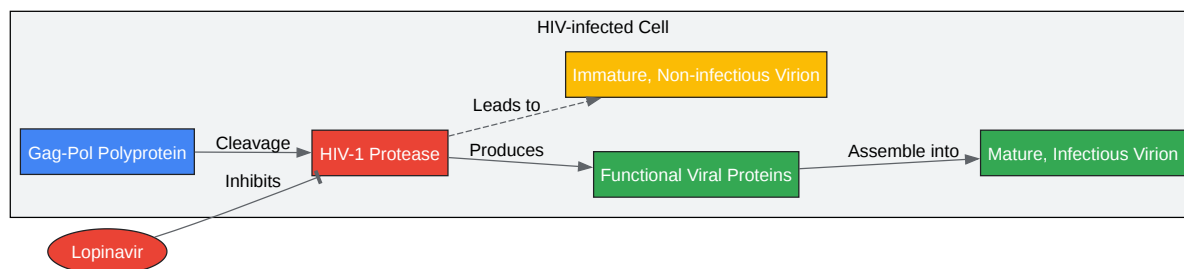 HIV-infected Cell
Immature, Non-infectious Virion
Leads to
Gag-Pol Polyprotein
Cleavage
HIV-1 Protease
Produces
Functional Viral Proteins
Assemble into
Mature, Infectious Virion
Inhibits
Lopinavir